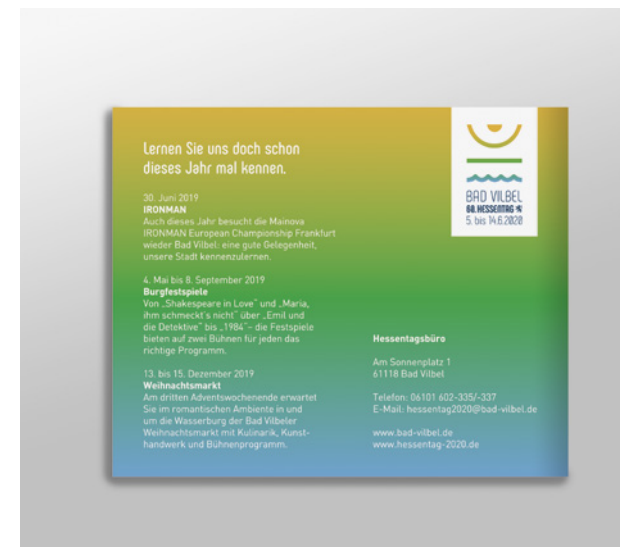 Lernen Sie uns doch schon
dieses Jahr mal kennen.
30. Juni 2019
IRONMAN
Auch dieses Jahr besucht die Mainova
IRONMAN European Championship Frankfurt
wieder Bad Vilbel: eine gute Gelegenheit,
unsere Stadt kennenzulernen.
4. Mai bis 8. September 2019
Burgfestspiele
Von „Shakespeare in Love“ und „Maria,
ihm schmeckt's nicht“ über „Emil und
die Detektive“ bis „1984“ – die Festspiele
bieten auf zwei Bühnen für jeden das
richtige Programm.
13. bis 15. Dezember 2019
Weihnachtsmarkt
Am dritten Adventswochenende erwartet
Sie im romantischen Ambiente in und
um die Wasserburg der Bad Vilbeler
Weihnachtsmarkt mit Kulinarik, Kunst-
handwerk und Bühnenprogramm.
BAD VILBEL
60. HESSENTAG
5. bis 14.6.2020
Hessentagsbüro
Am Sonnenplatz 1
61118 Bad Vilbel
Telefon: 06101 602-335/-337
E-Mail: hessentag2020@bad-vilbel.de
www.bad-vilbel.de
www.hessentag-2020.de